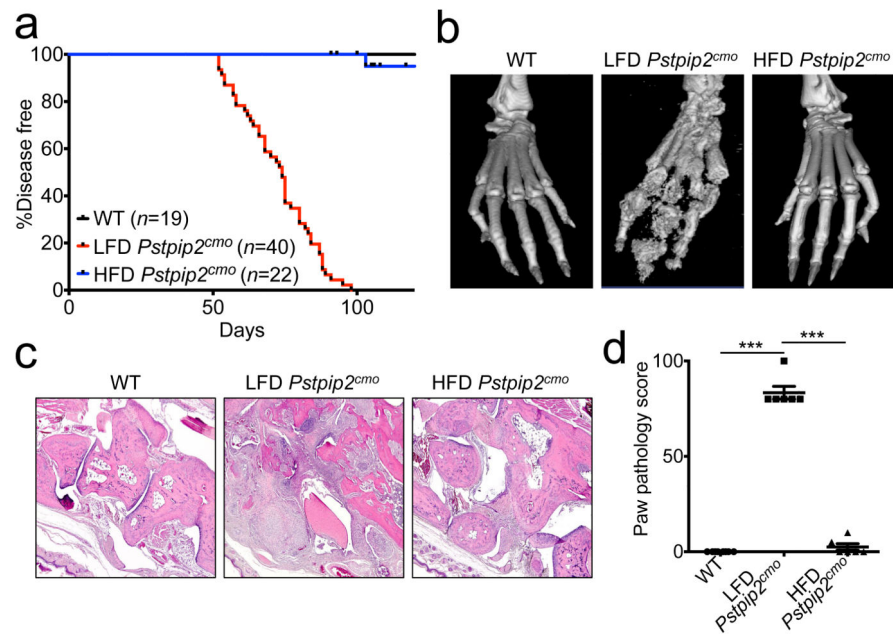 a
%Disease free
100
80
60
40
20
0
WT (n=19)
LFD Pstpip2cmo (n=40)
HFD Pstpip2cmo (n=22)
0 50 100
Days
b
WT LFD Pstpip2cmo HFD Pstpip2cmo
c
WT LFD Pstpip2cmo HFD Pstpip2cmo
d
Paw pathology score
*** ***
100
50
0
WT
LFD
Pstpip2cmo
HFD
Pstpip2cmo